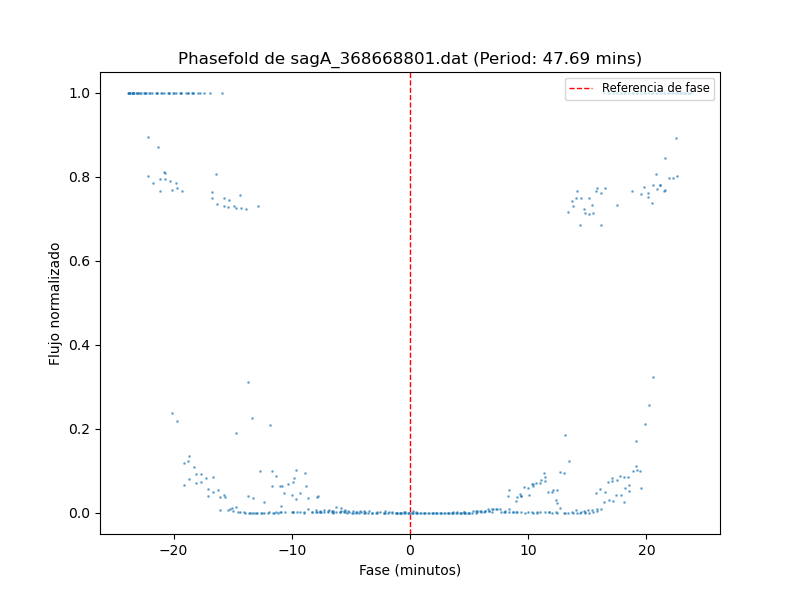 Phasefold de sagA_368668801.dat (Period: 47.69 mins)
Referencia de fase
Flujo normalizado
1.0
0.8
0.6
0.4
0.2
0.0
−20
−10
0
10
20
Fase (minutos)